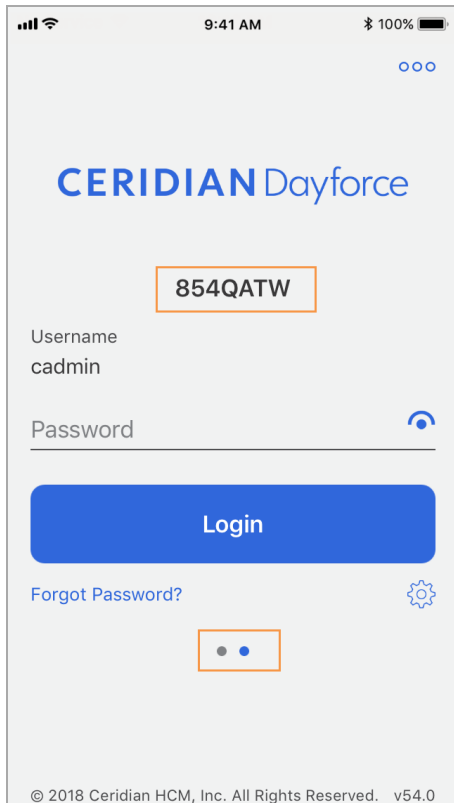 9:41 AM 100%
CERIDIAN Dayforce
854QATW
Username
cadmin
Password
Login
Forgot Password?
© 2018 Ceridian HCM, Inc. All Rights Reserved. v54.0